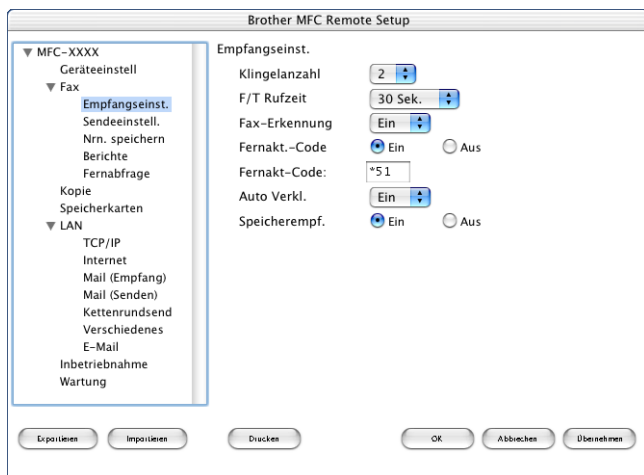 Brother MFC Remote Setup
MFC-XXXX
Geräteeinstell
Fax
Empfangseinst.
Sendeeinstell.
Nrn. speichern
Berichte
Fernabfrage
Kopie
Speicherkarten
LAN
TCP/IP
Internet
Mail (Empfang)
Mail (Senden)
Kettenrundsend
Verschiedenes
E-Mail
Inbetriebnahme
Wartung
Empfangseinst.
Klingelanzahl 2
F/T Rufzeit 30 Sek.
Fax-Erkennung Ein
Fernakt.-Code Ein Aus
Fernakt-Code: *51
Auto Verkl. Ein
Speicherempf. Ein Aus
Exportieren Importieren Drucken OK Abbrechen Übernehmen